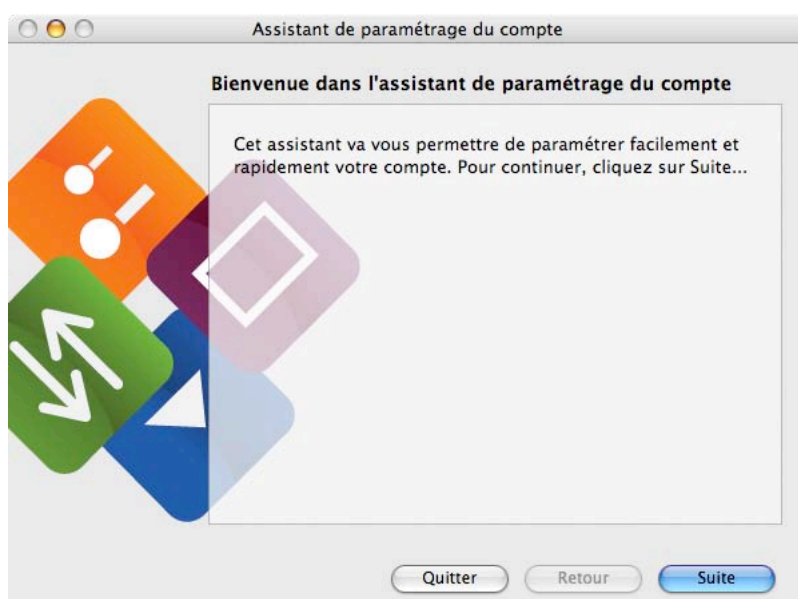 Assistant de paramétrage du compte
Bienvenue dans l'assistant de paramétrage du compte
Cet assistant va vous permettre de paramétrer facilement et
rapidement votre compte. Pour continuer, cliquez sur Suite...
Quitter
Retour
Suite